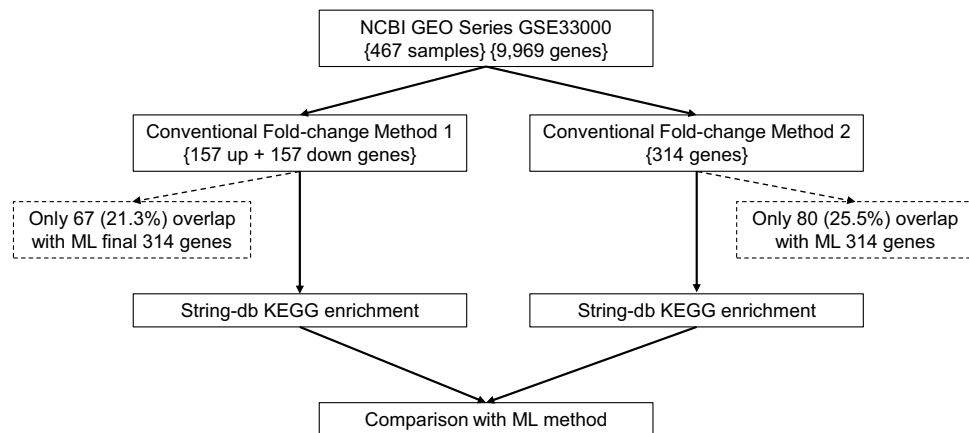 NCBI GEO Series GSE33000
{467 samples} {9,969 genes}
Conventional Fold-change Method 1
{157 up + 157 down genes}
Conventional Fold-change Method 2
{314 genes}
Only 67 (21.3%) overlap
with ML final 314 genes
Only 80 (25.5%) overlap
with ML 314 genes
String-db KEGG enrichment
String-db KEGG enrichment
Comparison with ML method